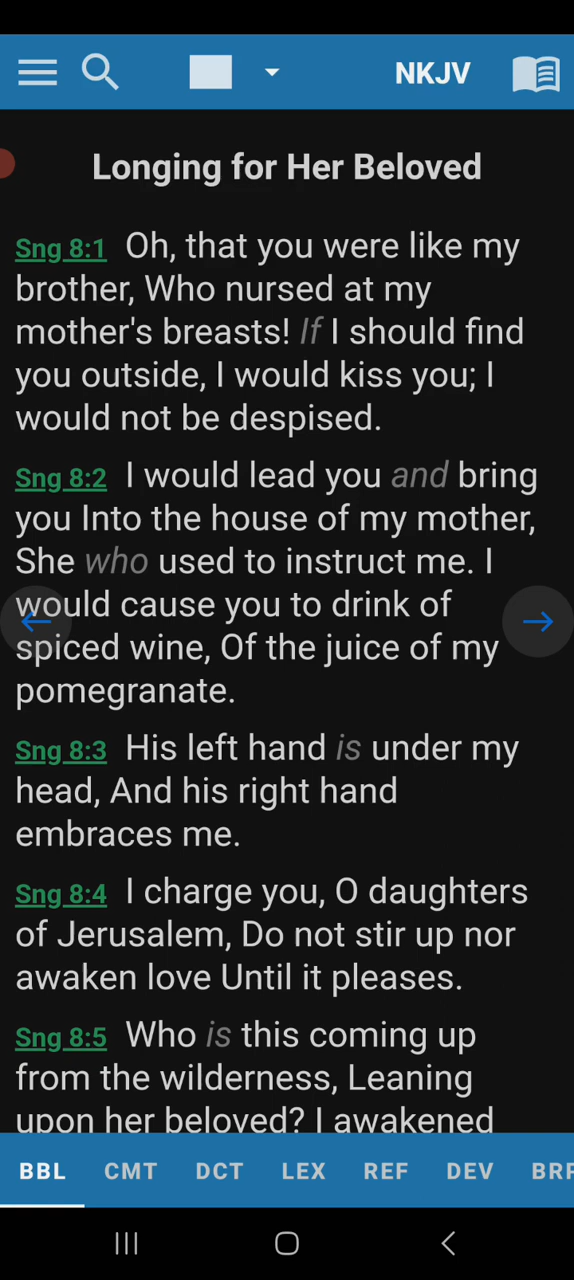 NKJV
Longing for Her Beloved
Sng 8:1 Oh, that you were like my
brother, Who nursed at my
mother's breasts! If I should find
you outside, I would kiss you; I
would not be despised.
Sng 8:2 I would lead you and bring
you Into the house of my mother,
She who used to instruct me. I
would cause you to drink of
spiced wine, Of the juice of my
pomegranate.
Sng 8:3 His left hand is under my
head, And his right hand
embraces me.
Sng 8:4 I charge you, O daughters
of Jerusalem, Do not stir up nor
awaken love Until it pleases.
Sng 8:5 Who is this coming up
from the wilderness, Leaning
upon her beloved? I awakened
BBL CMT DCT LEX REF DEV BRP